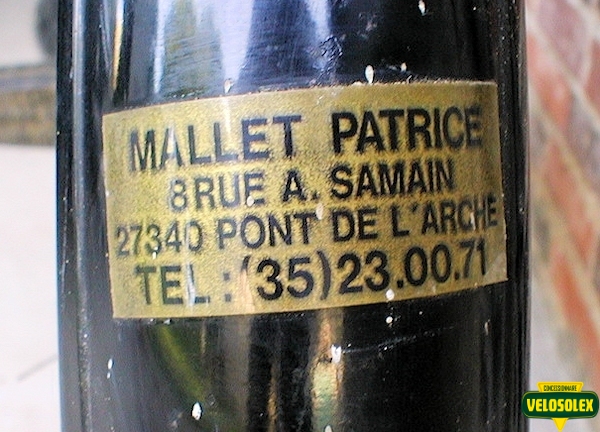 MALLET PATRICE
8 RUE A. SAMAIN
27340 PONT DE L'ARCHE
TEL : (35) 23.00.71
CONCESSIONNAIRE
VELOSOLEX